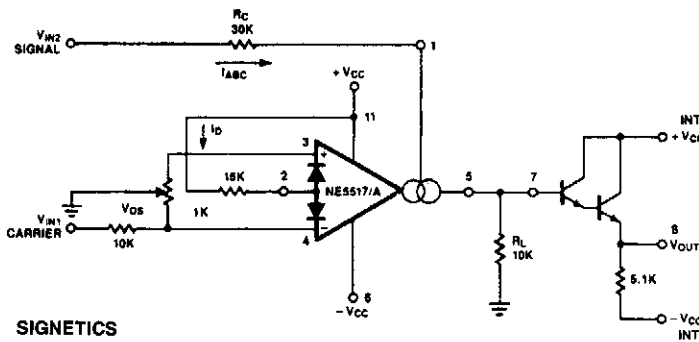 VIN2
SIGNAL
RC
30K
IABC
1
+ VCC
11
ID
3
+
15K
2
NE5517/A
5
7
INT
+VC
VOS
1K
VIN1
CARRIER
10K
4
−
6
− VCC
RL
10K
8
VOUT
5.1K
− VCC
INT
SIGNETICS